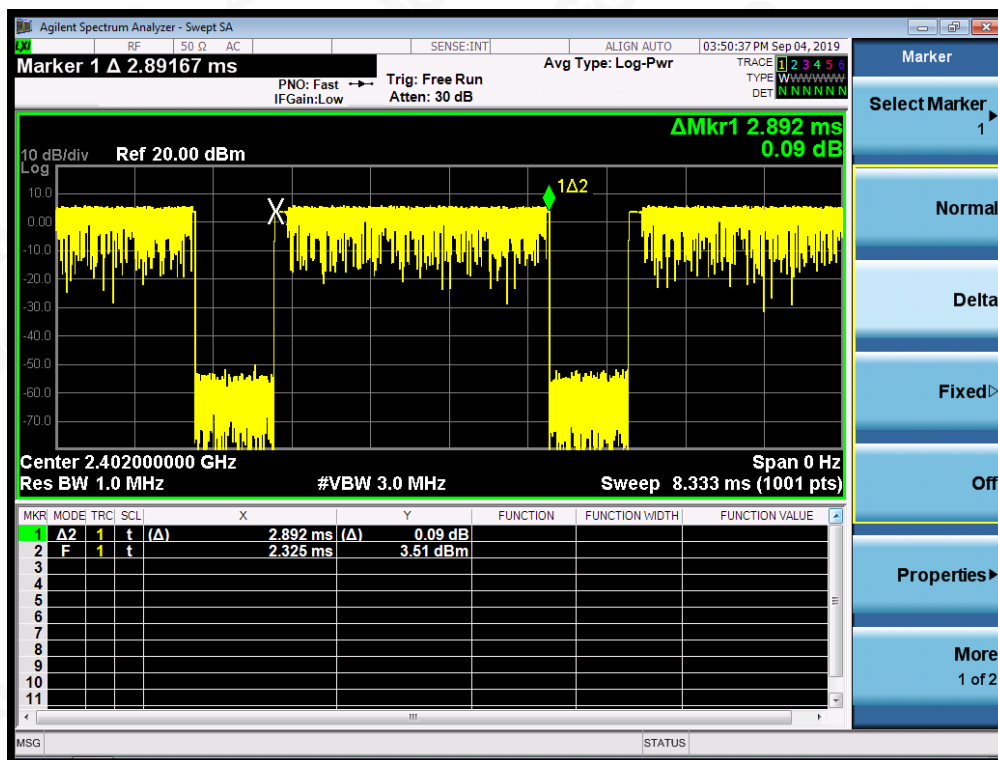 Agilent Spectrum Analyzer - Swept SA
LXI RF 50 Ω AC SENSE:INT ALIGN AUTO 03:50:37 PM Sep 04, 2019
Marker 1 Δ 2.89167 ms
PNO: Fast
IFGain:Low
Trig: Free Run
Atten: 30 dB
Avg Type: Log-Pwr
TRACE 1 2 3 4 5 6
TYPE WWWWWWW
DET N N N N N N
ΔMkr1 2.892 ms
0.09 dB
10 dB/div Ref 20.00 dBm
Log
10.0
0.00
-10.0
-20.0
-30.0
-40.0
-50.0
-60.0
-70.0
X
1Δ2
Center 2.402000000 GHz Span 0 Hz
Res BW 1.0 MHz #VBW 3.0 MHz Sweep 8.333 ms (1001 pts)
MKR MODE TRC SCL X Y FUNCTION FUNCTION WIDTH FUNCTION VALUE
1 Δ2 1 t (Δ) 2.892 ms (Δ) 0.09 dB
2 F 1 t 2.325 ms 3.51 dBm
3
4
5
6
7
8
9
10
11
MSG STATUS
Marker
Select Marker
1
Normal
Delta
Fixed
Off
Properties
More
1 of 2